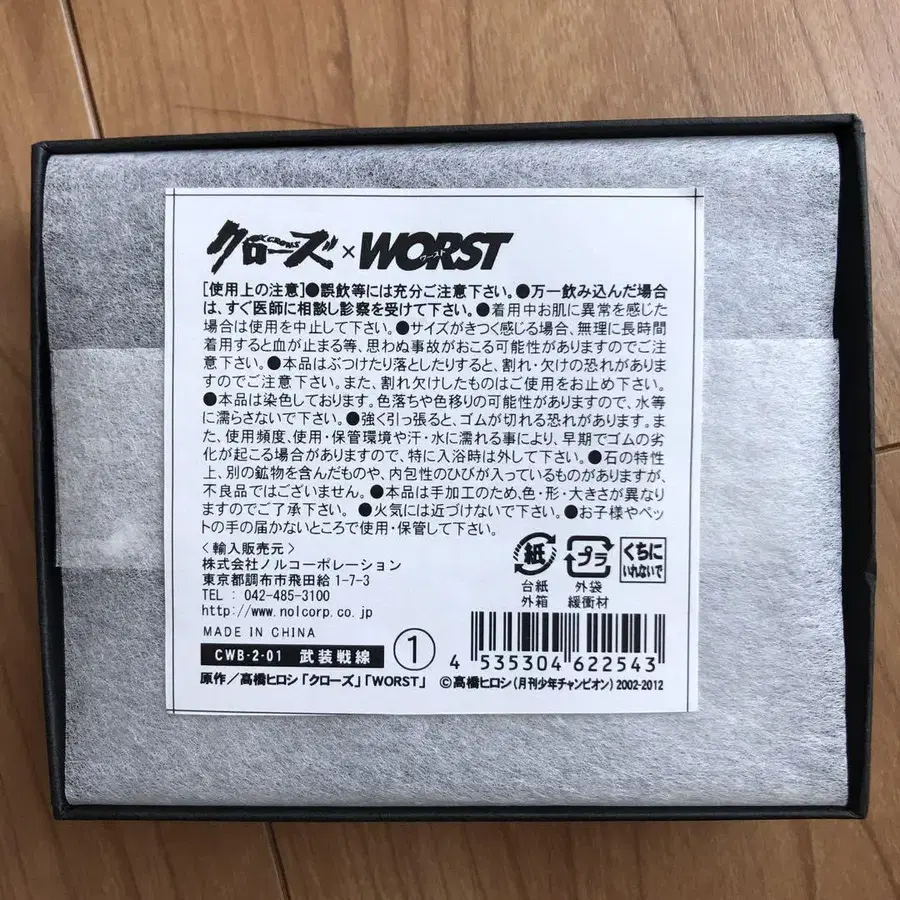 クローズ×WORST
ワースト
[使用上の注意]●誤飲等には充分ご注意下さい。●万一飲み込んだ場合
は、すぐ医師に相談し診察を受けて下さい。●着用中お肌に異常を感じた
場合は使用を中止して下さい。●サイズがきつく感じる場合、無理に長時間
着用すると血が止まる等、思わぬ事故がおこる可能性がありますのでご注
意下さい。●本品はぶつけたり落としたりすると、割れ・欠けの恐れがありま
すのでご注意下さい。また、割れ欠けしたものはご使用をお止め下さい。
●本品は染色しております。色落ちや色移りの可能性がありますので、水等
に濡らさないで下さい。●強く引っ張ると、ゴムが切れる恐れがあります。ま
た、使用頻度、使用・保管環境や汗・水に濡れる事により、早期でゴムの劣
化が起こる場合がありますので、特に入浴時は外して下さい。●石の特性
上、別の鉱物を含んだものや、内包性のひびが入っているものがありますが、
不良品ではございません。●本品は手加工のため、色・形・大きさが異なり
ますのでご了承下さい。●火気には近づけないで下さい。●お子様やペッ
トの手の届かないところで使用・保管して下さい。
<輸入販売元>
株式会社ノルコーポレーション
東京都調布市飛田給 1-7-3
TEL : 042-485-3100
http://www.nolcorp.co.jp
MADE IN CHINA
紙 プラ くちに
いれないで
台紙 外袋
外箱 緩衝材
CWB-2-01 武装戦線 ①
4 535304 622543
原作/高橋ヒロシ「クローズ」「WORST」 ©高橋ヒロシ(月刊少年チャンピオン)2002-2012